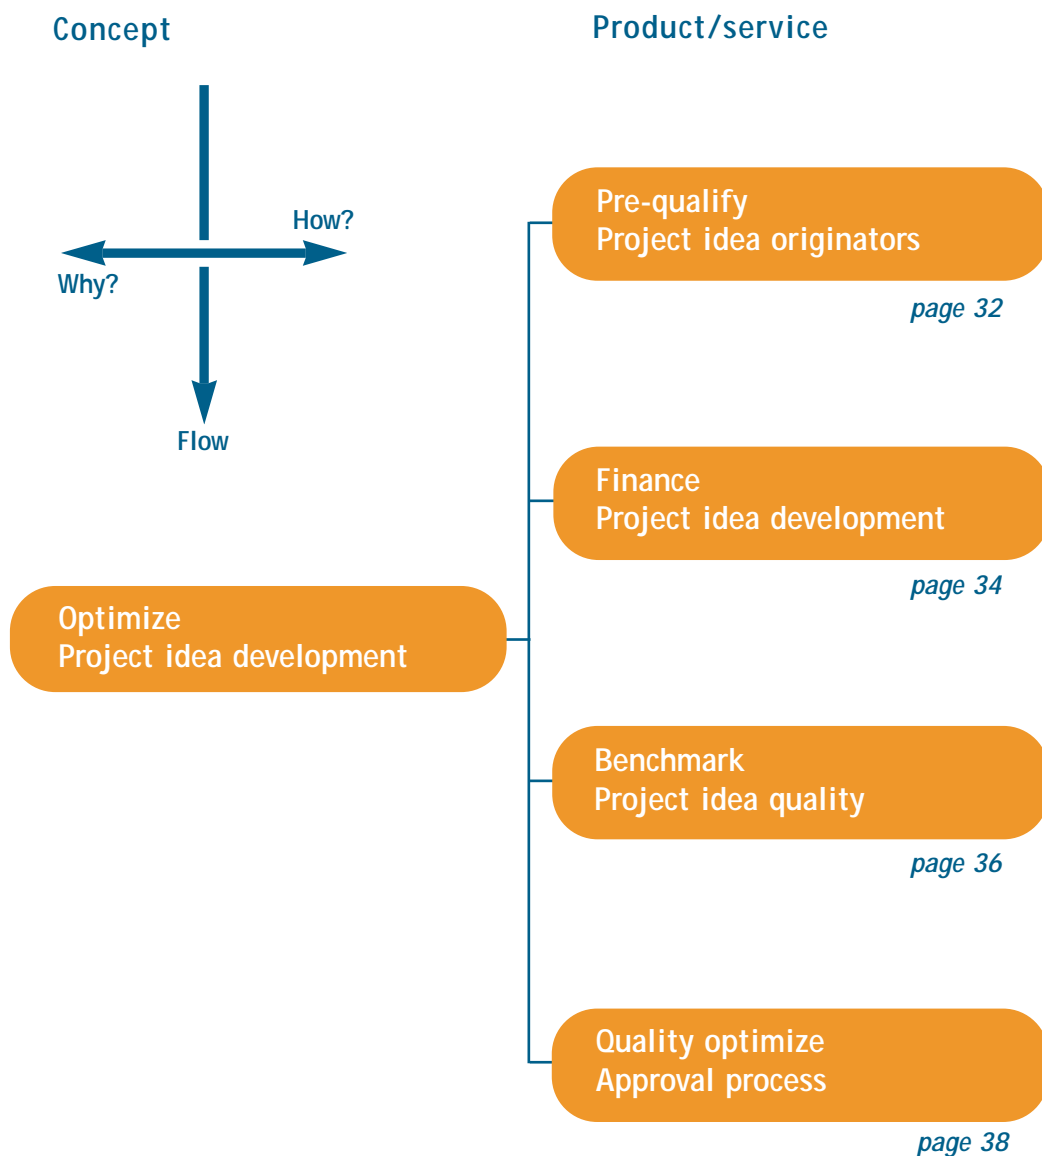 Concept
Product/service
How?
Why?
Flow
Pre-qualify
Project idea originators
page 32
Finance
Project idea development
page 34
Optimize
Project idea development
Benchmark
Project idea quality
page 36
Quality optimize
Approval process
page 38